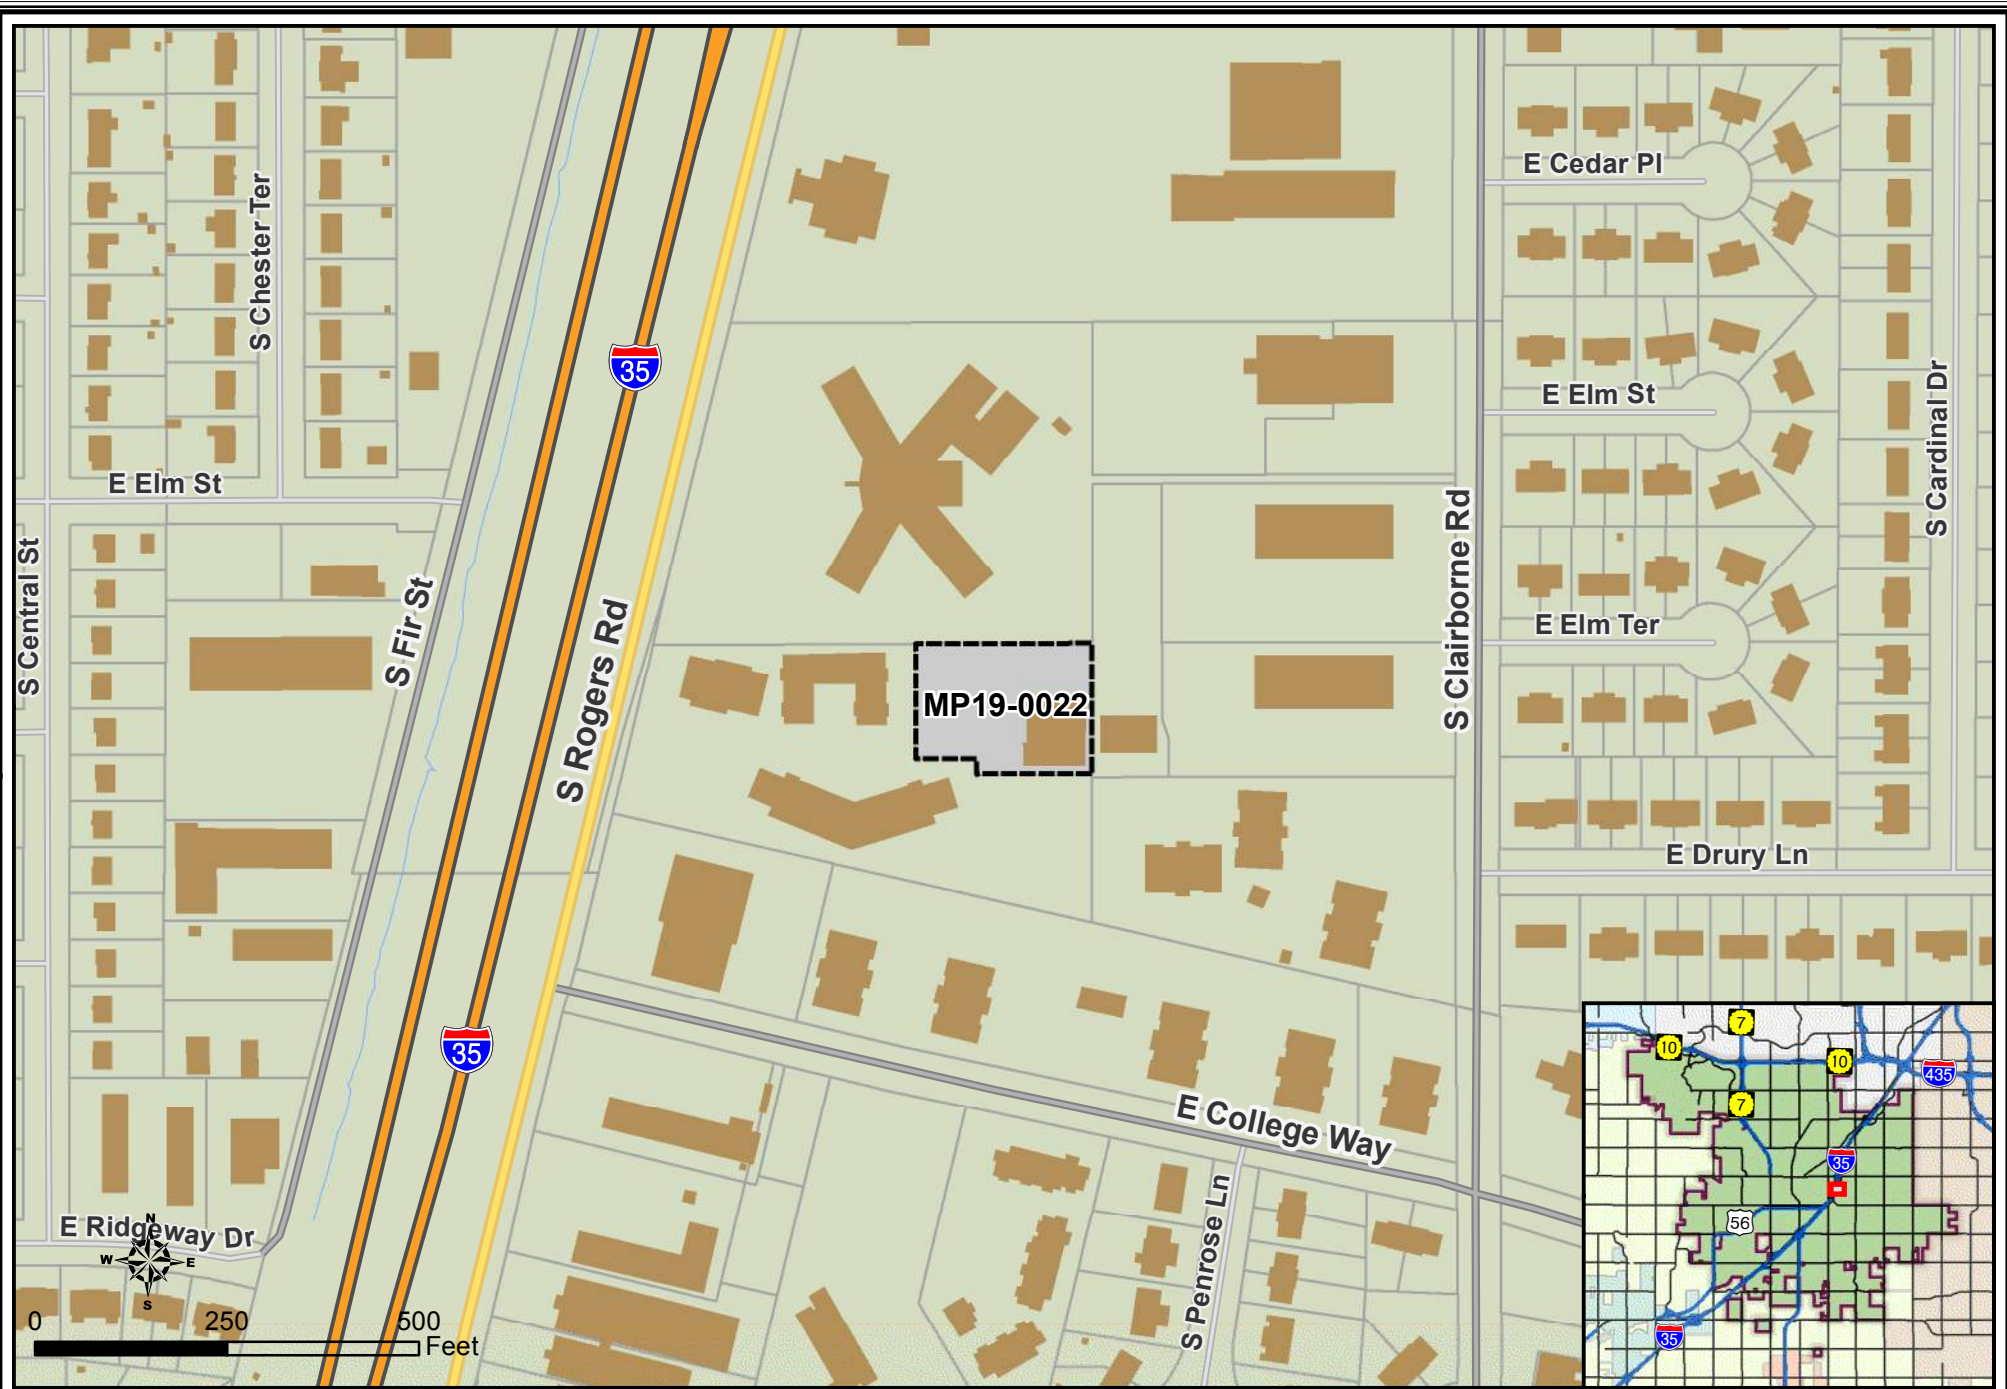 E Cedar Pl
S Chester Ter
35
E Elm St
S Cardinal Dr
E Elm St
S Clairborne Rd
S Central St
S Fir St
S Rogers Rd
E Elm Ter
MP19-0022
E Drury Ln
35
E College Way
S Penrose Ln
E Ridgeway Dr
N
W
E
S
0
250
500
Feet
7
10
10
435
7
35
56
35